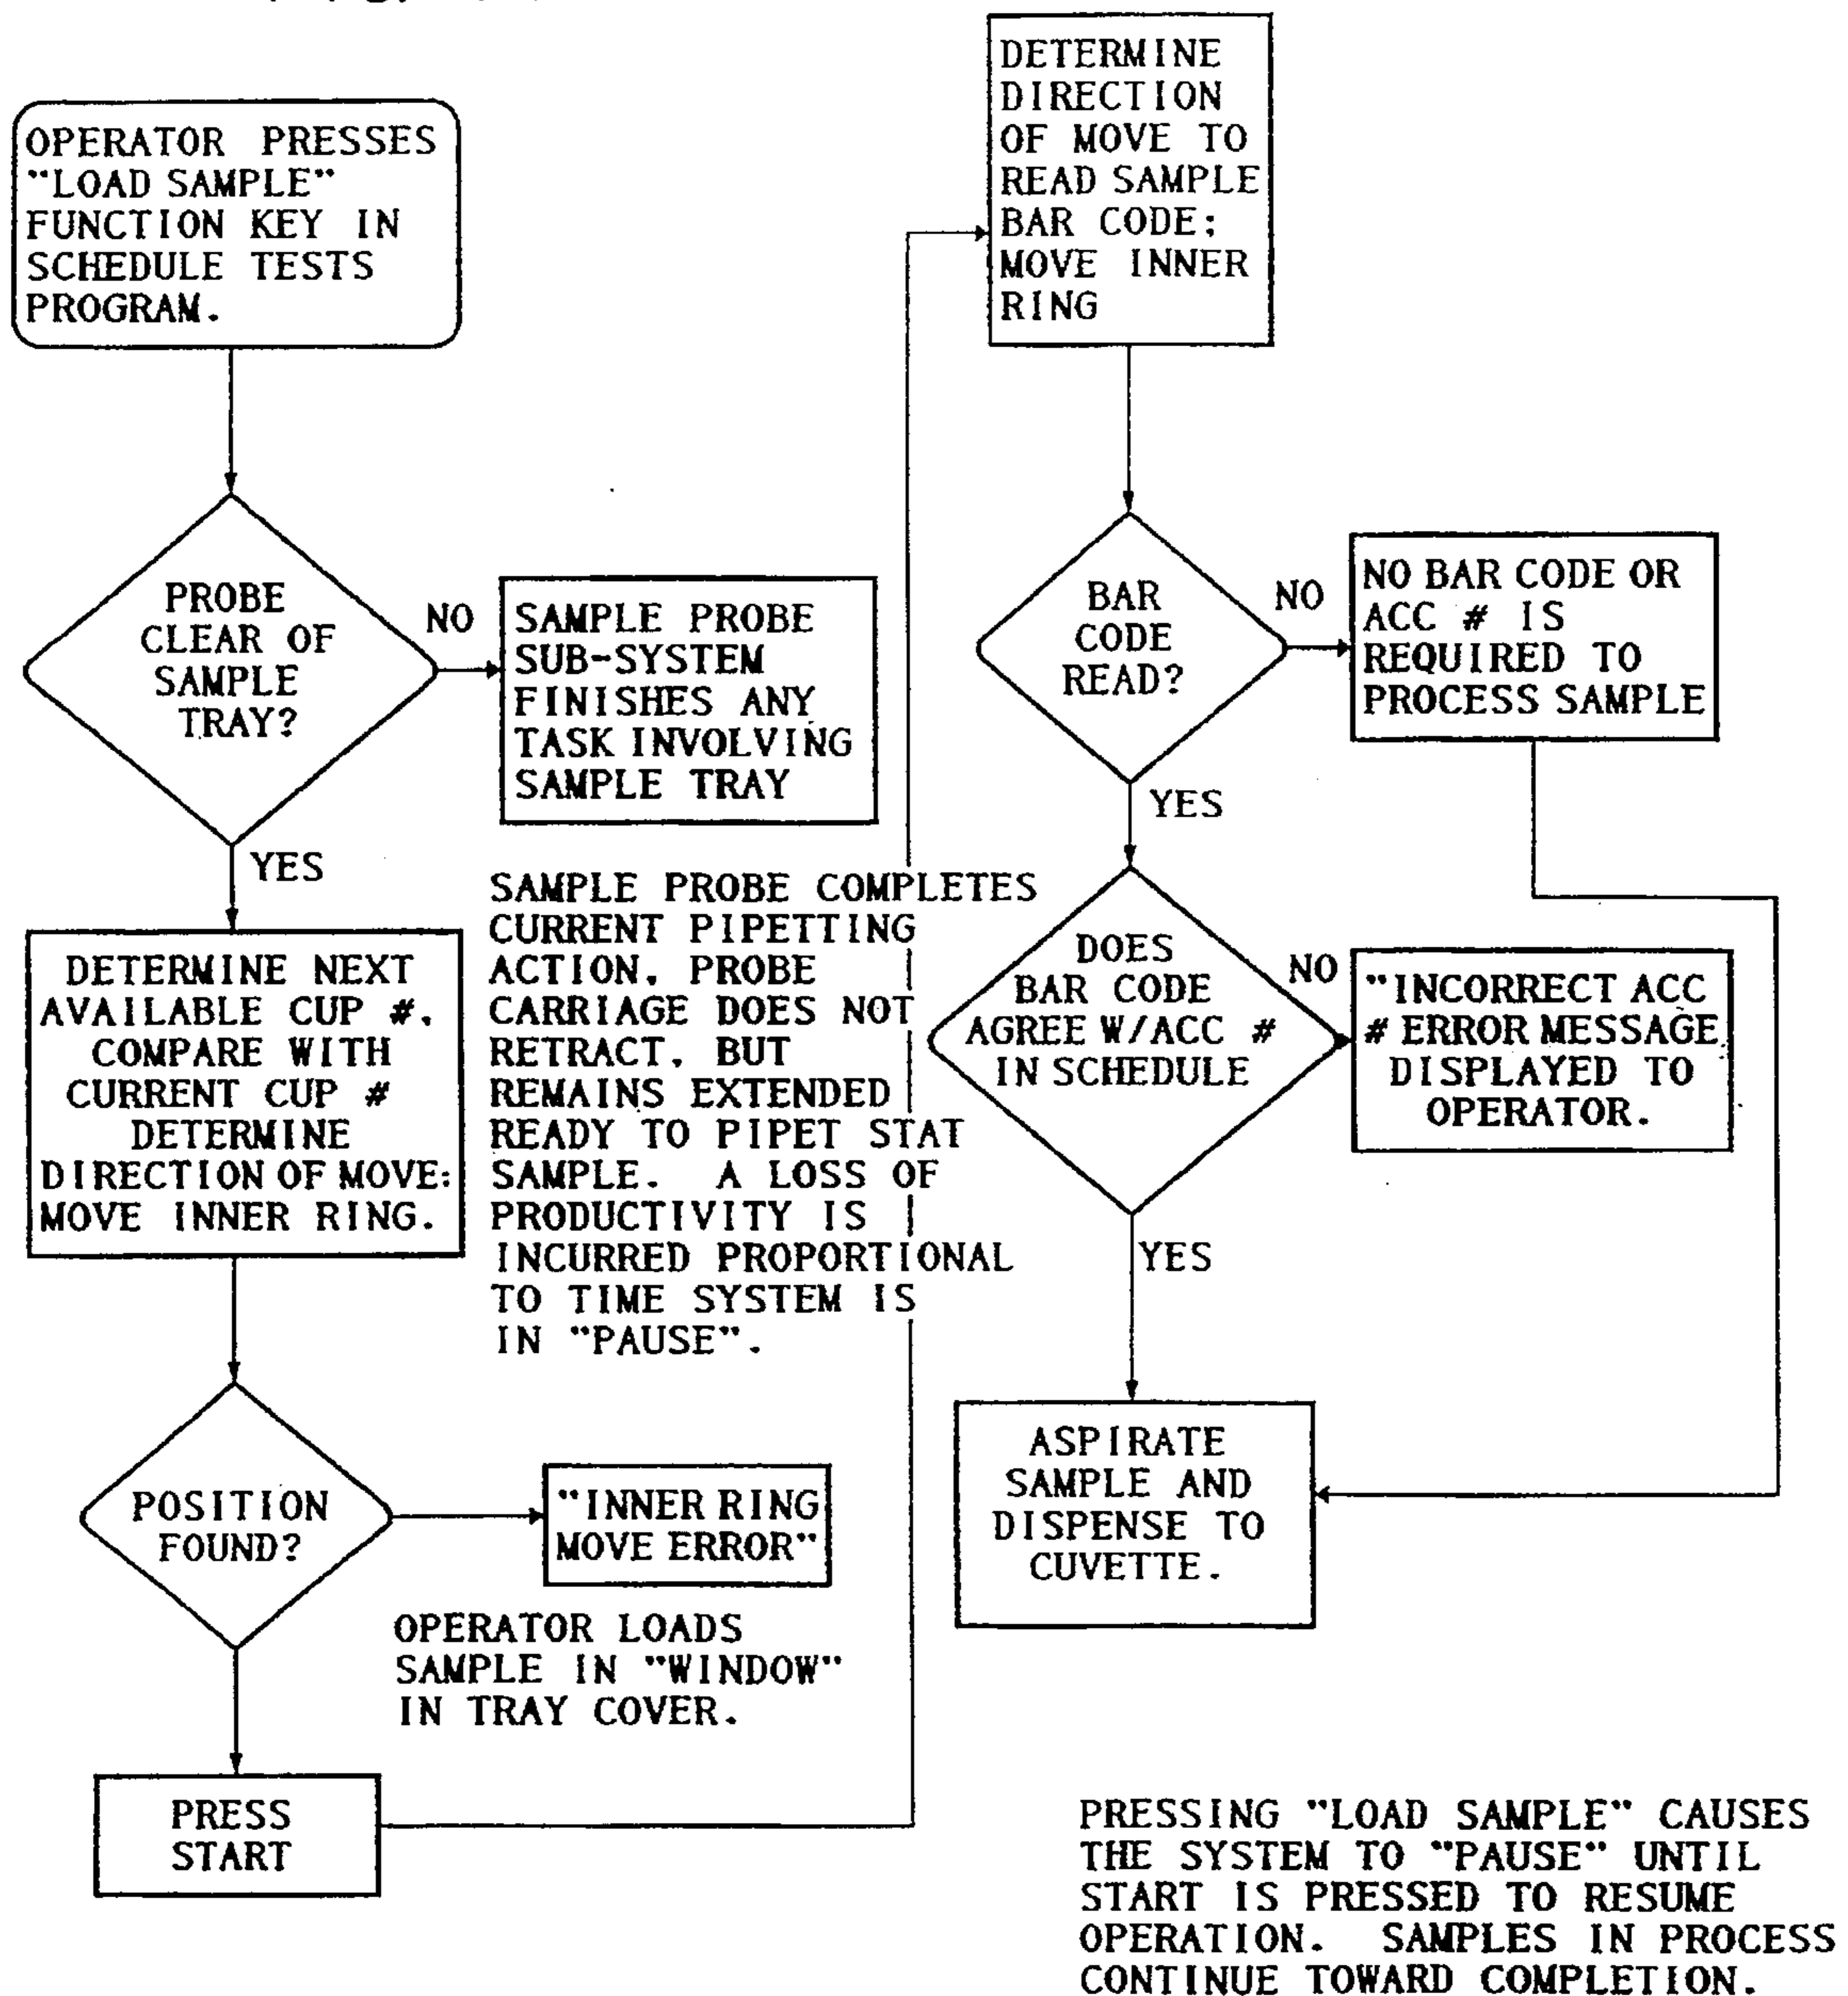 OPERATOR PRESSES
"LOAD SAMPLE"
FUNCTION KEY IN
SCHEDULE TESTS
PROGRAM.
PROBE
CLEAR OF
SAMPLE
TRAY?
NO
SAMPLE PROBE
SUB-SYSTEM
FINISHES ANY
TASK INVOLVING
SAMPLE TRAY
YES
DETERMINE NEXT
AVAILABLE CUP #.
COMPARE WITH
CURRENT CUP #
DETERMINE
DIRECTION OF MOVE:
MOVE INNER RING.
SAMPLE PROBE COMPLETES
CURRENT PIPETTING
ACTION, PROBE
CARRIAGE DOES NOT
RETRACT, BUT
REMAINS EXTENDED
READY TO PIPET STAT
SAMPLE. A LOSS OF
PRODUCTIVITY IS
INCURRED PROPORTIONAL
TO TIME SYSTEM IS
IN "PAUSE".
POSITION
FOUND?
"INNER RING
MOVE ERROR"
OPERATOR LOADS
SAMPLE IN "WINDOW"
IN TRAY COVER.
PRESS
START
DETERMINE
DIRECTION
OF MOVE TO
READ SAMPLE
BAR CODE;
MOVE INNER
RING
BAR
CODE
READ?
NO
NO BAR CODE OR
ACC # IS
REQUIRED TO
PROCESS SAMPLE
YES
DOES
BAR CODE
AGREE W/ACC #
IN SCHEDULE
NO
"INCORRECT ACC
# ERROR MESSAGE
DISPLAYED TO
OPERATOR.
YES
ASPIRATE
SAMPLE AND
DISPENSE TO
CUVETTE.
PRESSING "LOAD SAMPLE" CAUSES
THE SYSTEM TO "PAUSE" UNTIL
START IS PRESSED TO RESUME
OPERATION. SAMPLES IN PROCESS
CONTINUE TOWARD COMPLETION.